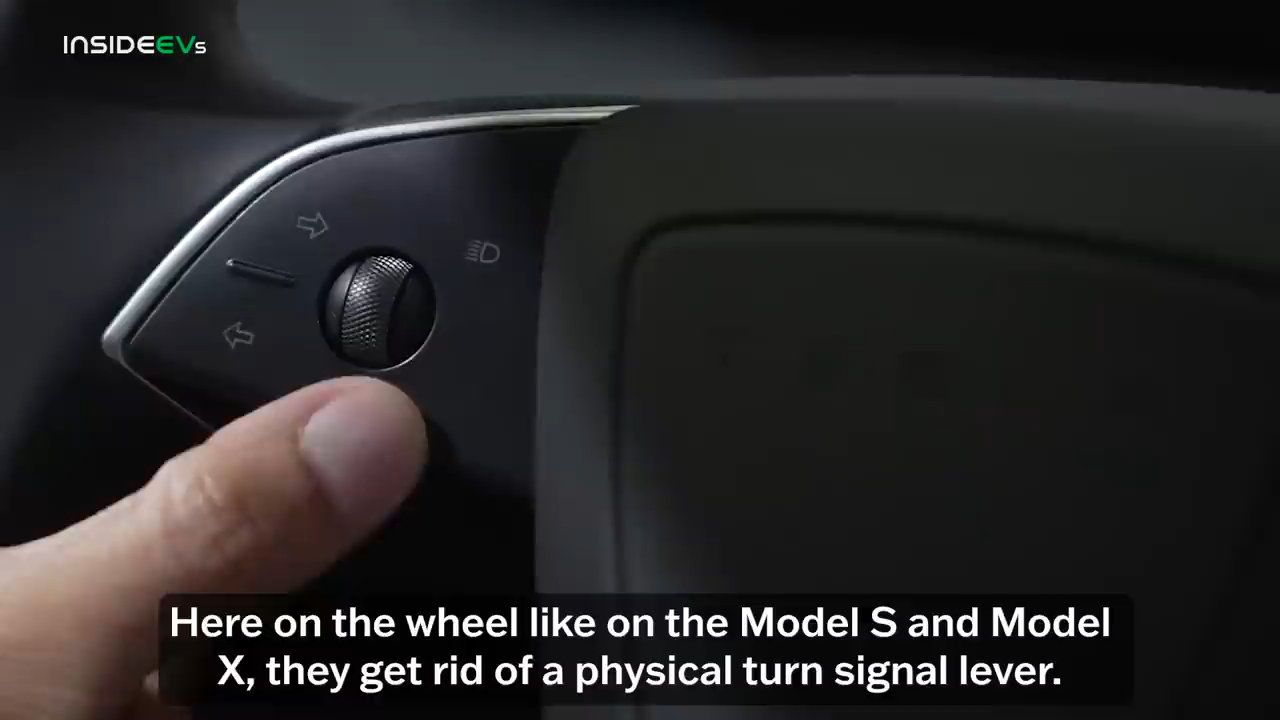 INSIDEEVs
Here on the wheel like on the Model S and Model
X, they get rid of a physical turn signal lever.